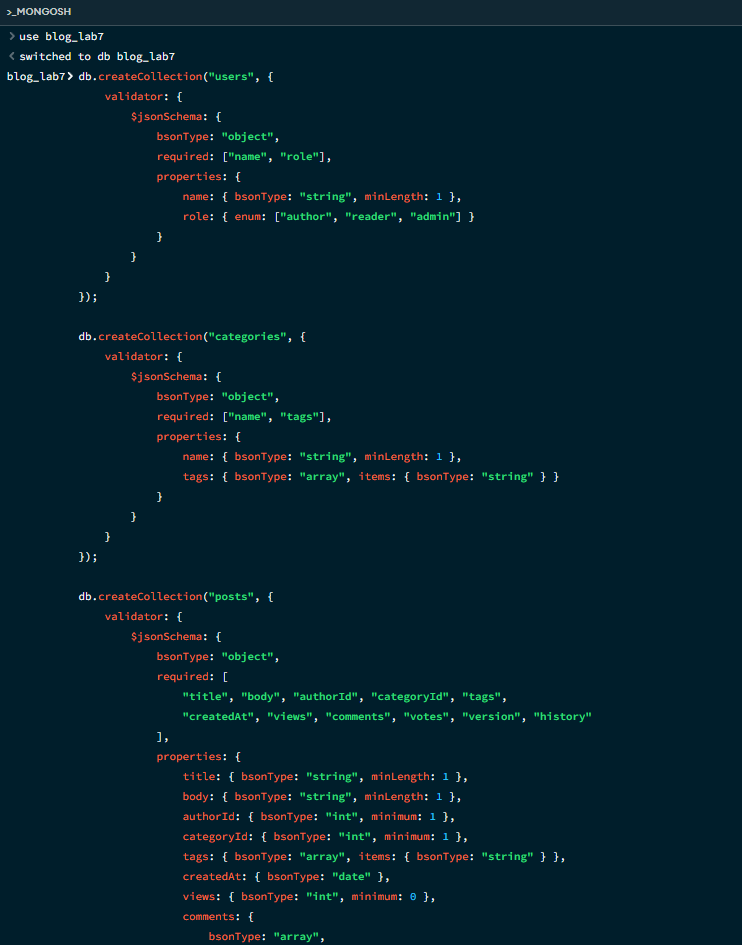 >_MONGOSH
> use blog_lab7
< switched to db blog_lab7
blog_lab7> db.createCollection("users", {
validator: {
$jsonSchema: {
bsonType: "object",
required: ["name", "role"],
properties: {
name: { bsonType: "string", minLength: 1 },
role: { enum: ["author", "reader", "admin"] }
}
}
}
});
db.createCollection("categories", {
validator: {
$jsonSchema: {
bsonType: "object",
required: ["name", "tags"],
properties: {
name: { bsonType: "string", minLength: 1 },
tags: { bsonType: "array", items: { bsonType: "string" } }
}
}
}
});
db.createCollection("posts", {
validator: {
$jsonSchema: {
bsonType: "object",
required: [
"title", "body", "authorId", "categoryId", "tags",
"createdAt", "views", "comments", "votes", "version", "history"
],
properties: {
title: { bsonType: "string", minLength: 1 },
body: { bsonType: "string", minLength: 1 },
authorId: { bsonType: "int", minimum: 1 },
categoryId: { bsonType: "int", minimum: 1 },
tags: { bsonType: "array", items: { bsonType: "string" } },
createdAt: { bsonType: "date" },
views: { bsonType: "int", minimum: 0 },
comments: {
bsonType: "array",